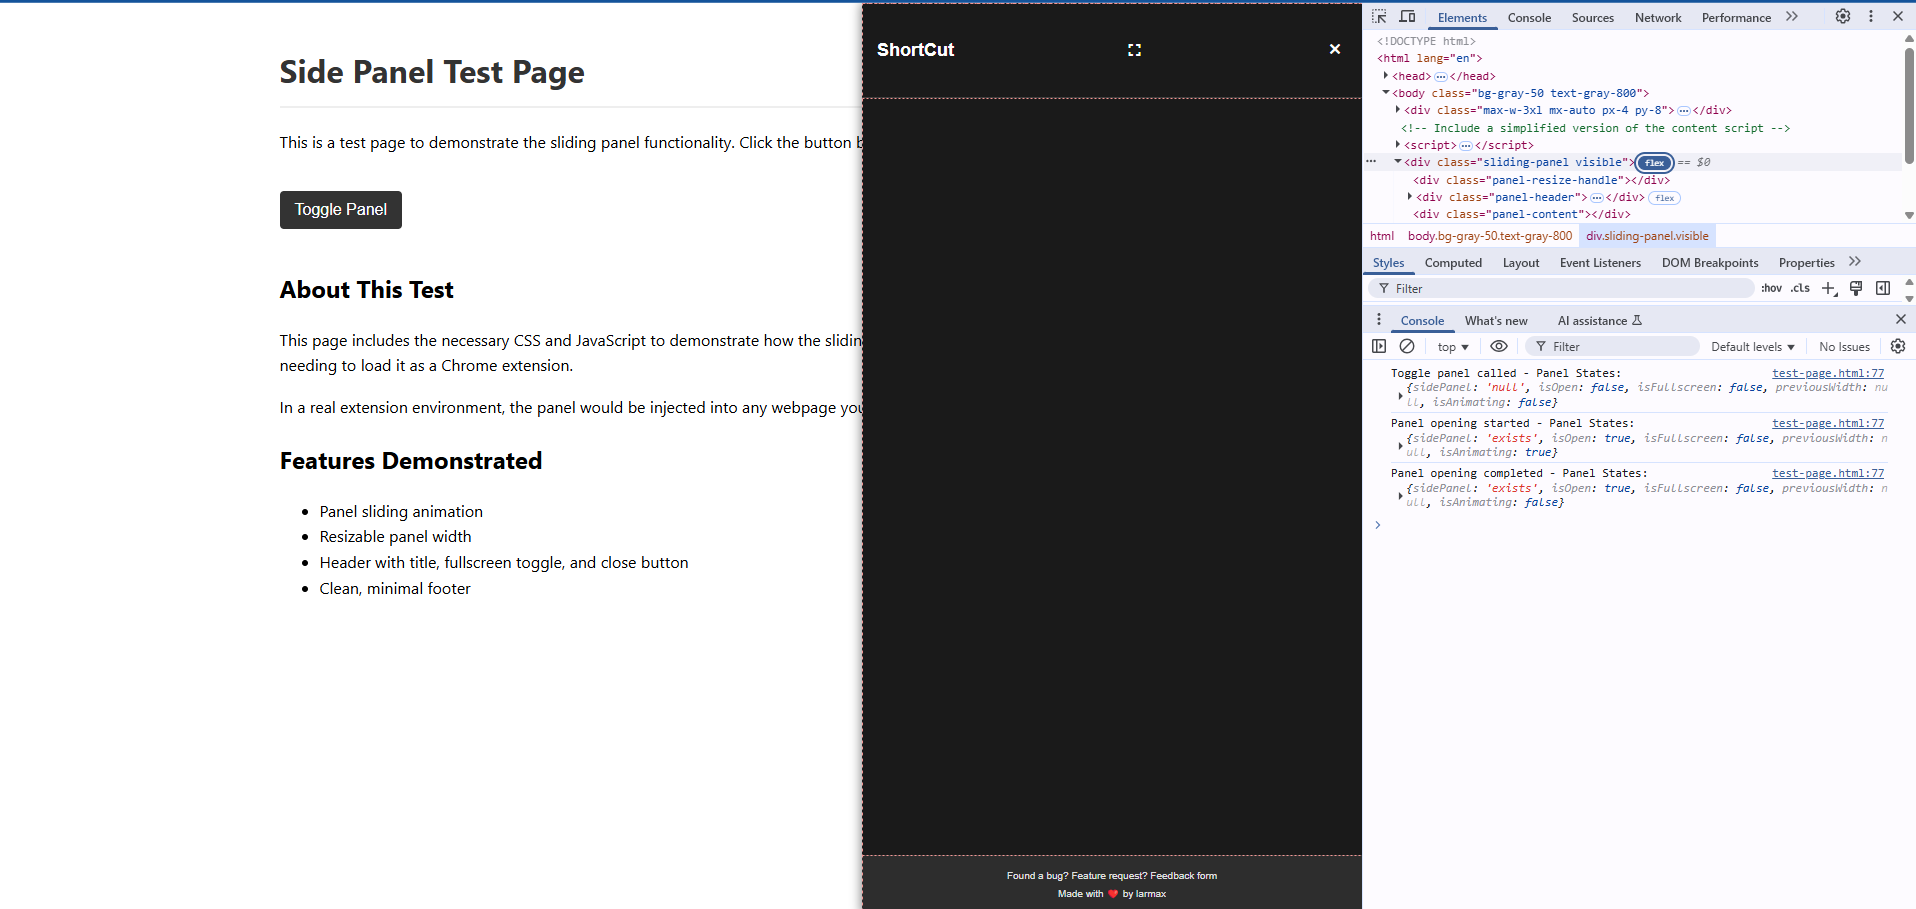 Side Panel Test Page
This is a test page to demonstrate the sliding panel functionality. Click the button b
Toggle Panel
About This Test
This page includes the necessary CSS and JavaScript to demonstrate how the slidin
needing to load it as a Chrome extension.
In a real extension environment, the panel would be injected into any webpage you
Features Demonstrated
• Panel sliding animation
• Resizable panel width
• Header with title, fullscreen toggle, and close button
• Clean, minimal footer
ShortCut
Found a bug? Feature request? Feedback form
Made with ❤️ by larmax
Elements Console Sources Network Performance
<!DOCTYPE html>
<html lang="en">
<head> ⋯ </head>
<body class="bg-gray-50 text-gray-800">
<div class="max-w-3xl mx-auto px-4 py-8"> ⋯ </div>
<!-- Include a simplified version of the content script -->
<script> ⋯ </script>
<div class="sliding-panel visible"> flex == $0
<div class="panel-resize-handle"></div>
<div class="panel-header"> ⋯ </div> flex
<div class="panel-content"></div>
html body.bg-gray-50.text-gray-800 div.sliding-panel.visible
Styles Computed Layout Event Listeners DOM Breakpoints Properties
Filter :hov .cls
Console What's new AI assistance
top Filter Default levels No Issues
Toggle panel called - Panel States: test-page.html:77
{sidePanel: 'null', isOpen: false, isFullscreen: false, previousWidth: nu
ll, isAnimating: false}
Panel opening started - Panel States: test-page.html:77
{sidePanel: 'exists', isOpen: true, isFullscreen: false, previousWidth: n
ull, isAnimating: true}
Panel opening completed - Panel States: test-page.html:77
{sidePanel: 'exists', isOpen: true, isFullscreen: false, previousWidth: n
ull, isAnimating: false}